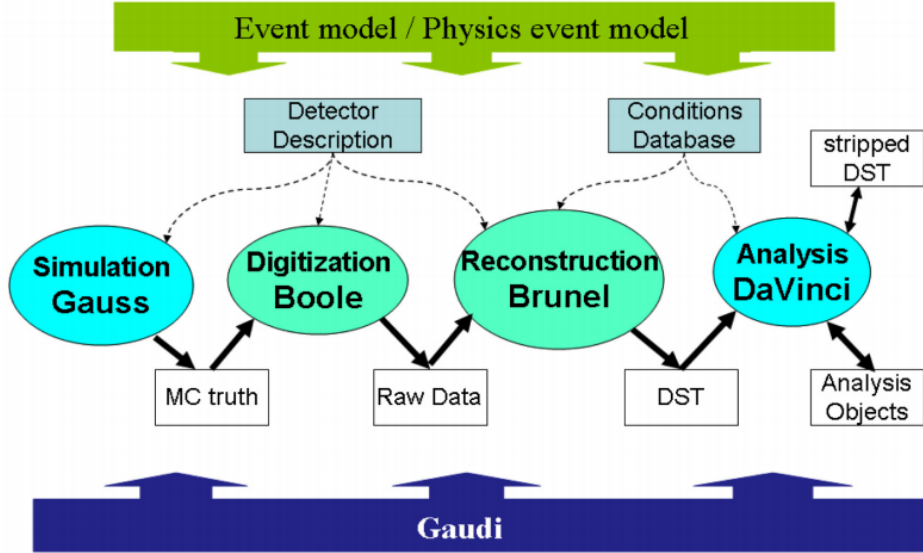 Event model / Physics event model
Detector
Description
Conditions
Database
stripped
DST
Simulation
Gauss
Digitization
Boole
Reconstruction
Brunel
Analysis
DaVinci
MC truth
Raw Data
DST
Analysis
Objects
Gaudi